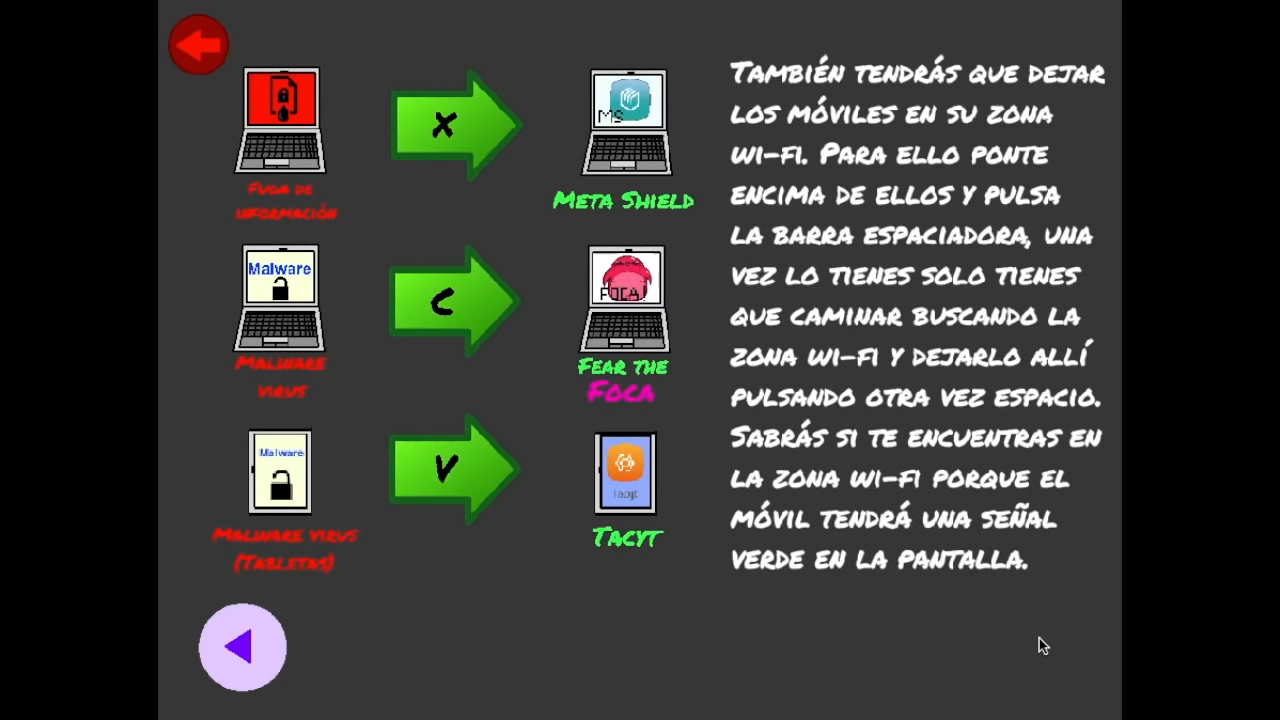 X
MS
Fuga de
información
Meta Shield
Malware
C
FOCA
Malware
virus
Fear the
Foca
Malware
V
Tacyt
Malware virus
(Tabletas)
Tacyt
También tendrás que dejar
los móviles en su zona
wi-fi. Para ello ponte
encima de ellos y pulsa
la barra espaciadora, una
vez lo tienes solo tienes
que caminar buscando la
zona wi-fi y dejarlo allí
pulsando otra vez espacio.
Sabrás si te encuentras en
la zona wi-fi porque el
móvil tendrá una señal
verde en la pantalla.